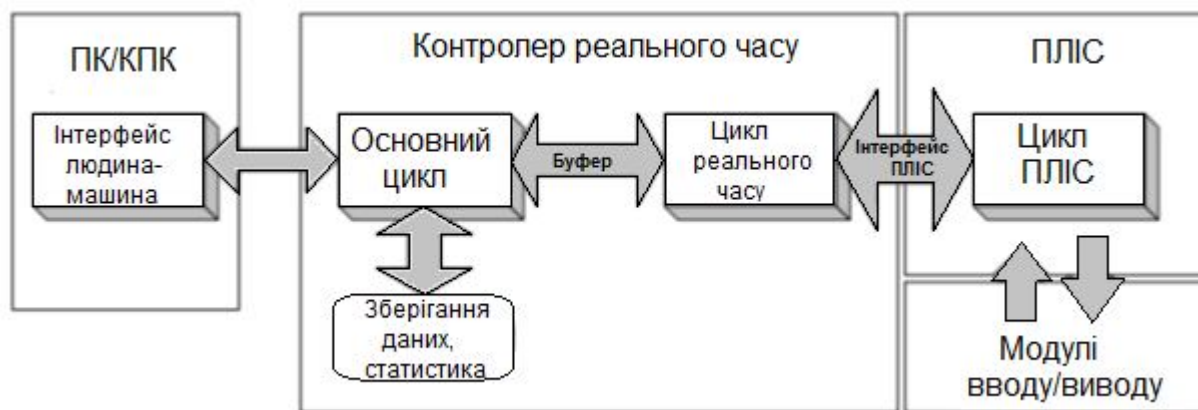 ПК/КПК
Інтерфейс
людина-
машина
Контролер реального часу
Основний
цикл
Буфер
Цикл
реального
часу
Зберігання
даних,
статистика
Інтерфейс
ПЛІС
ПЛІС
Цикл
ПЛІС
Модулі
вводу/виводу